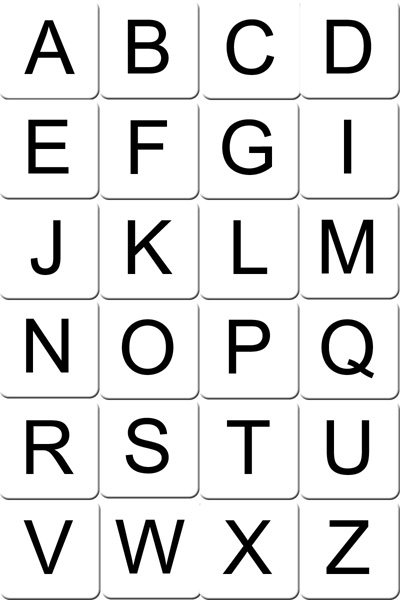 A B C D
E F G I
J K L M
N O P Q
R S T U
V W X Z